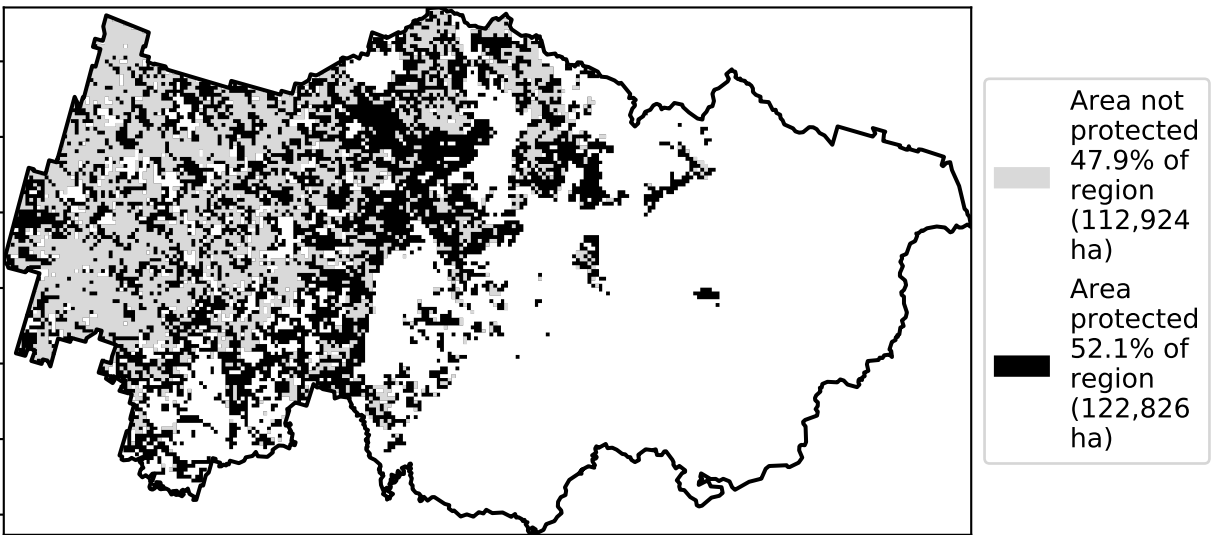 Area not
protected
47.9% of
region
(112,924
ha)
Area
protected
52.1% of
region
(122,826
ha)